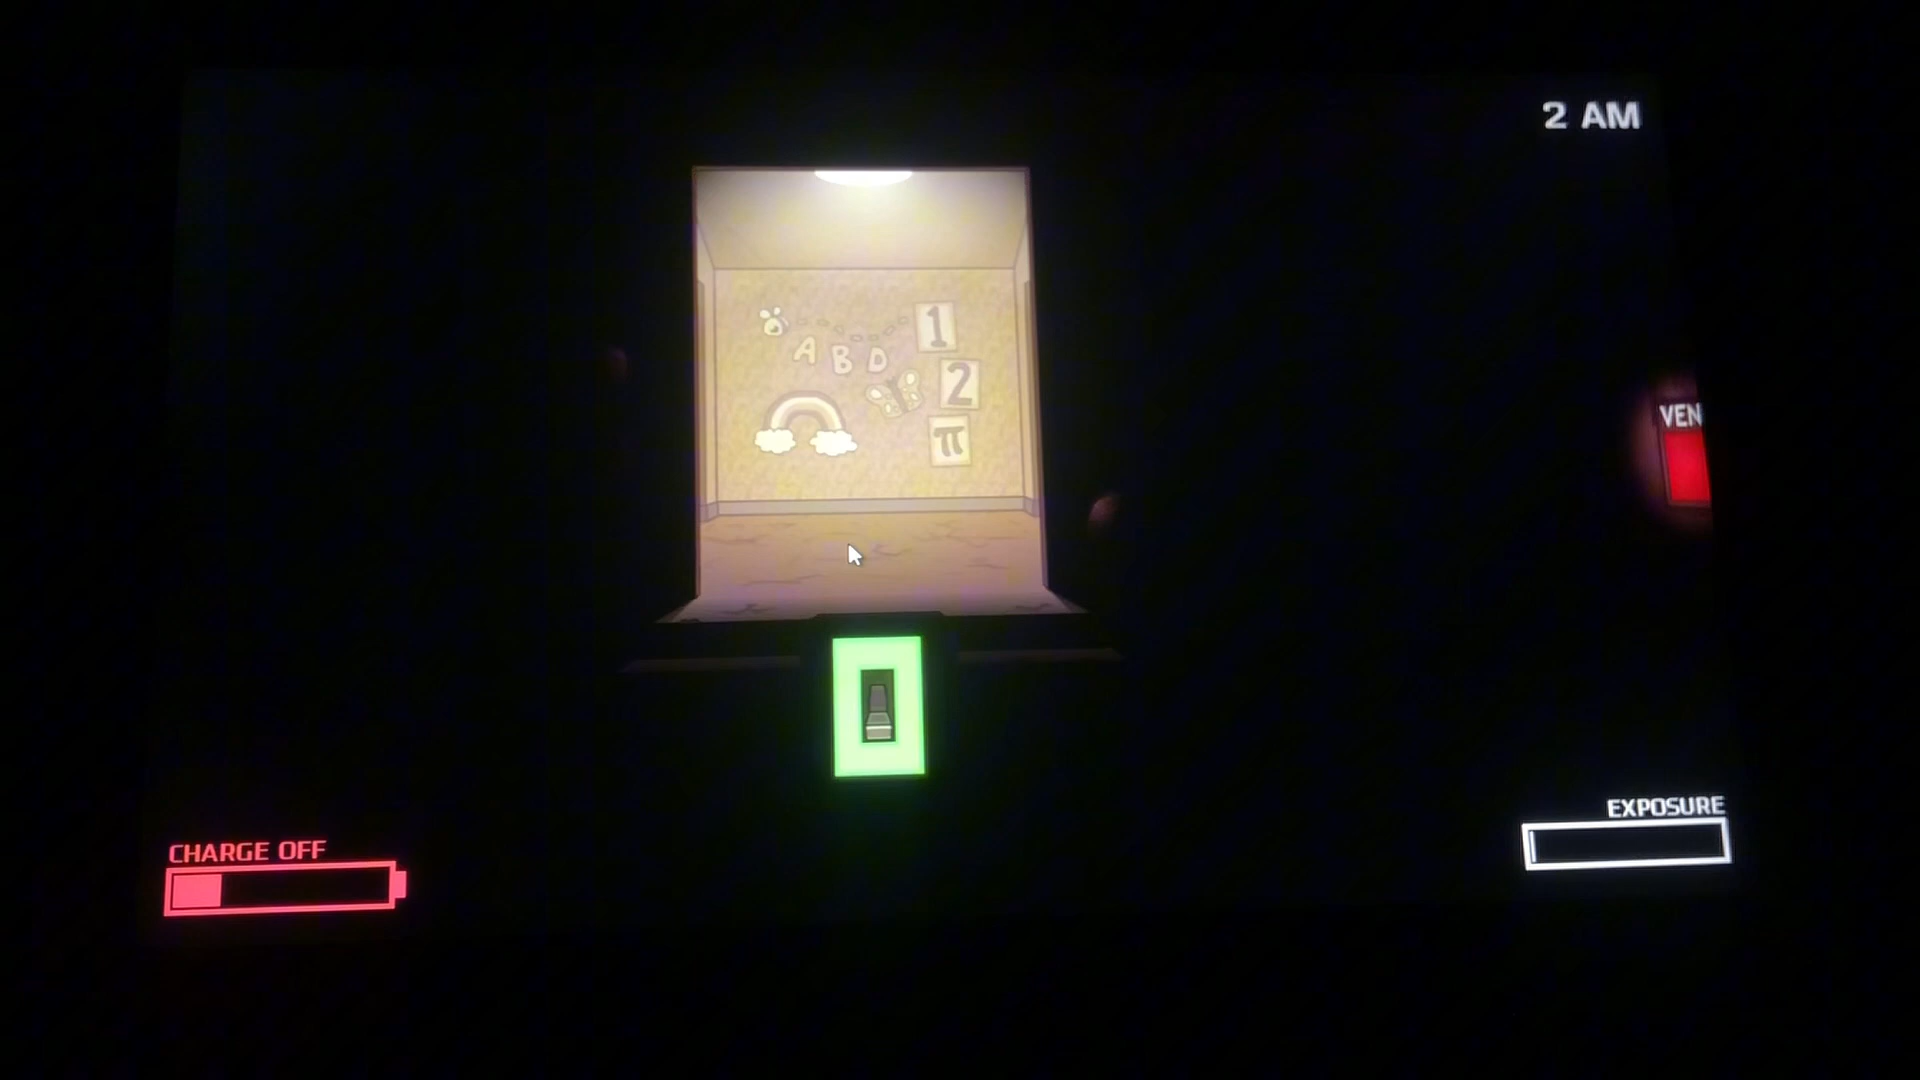 2 AM
1
A B D
2
π
VEN
EXPOSURE
CHARGE OFF